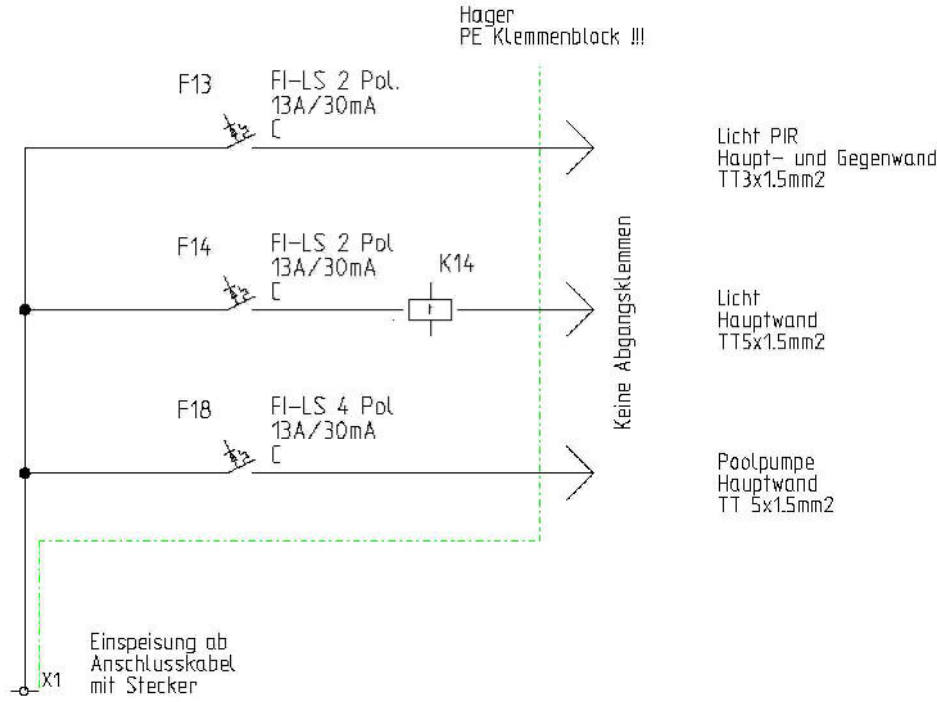 Hager
PE Klemmenblock !!!
F13
FI-LS 2 Pol.
13A/30mA
C
Licht PIR
Haupt- und Gegenwand
TT3x1.5mm2
F14
FI-LS 2 Pol
13A/30mA
C
K14
t
Licht
Hauptwand
TT5x1.5mm2
Keine Abgangsklemmen
F18
FI-LS 4 Pol
13A/30mA
C
Poolpumpe
Hauptwand
TT 5x1.5mm2
Einspeisung ab
Anschlusskabel
mit Stecker
X1